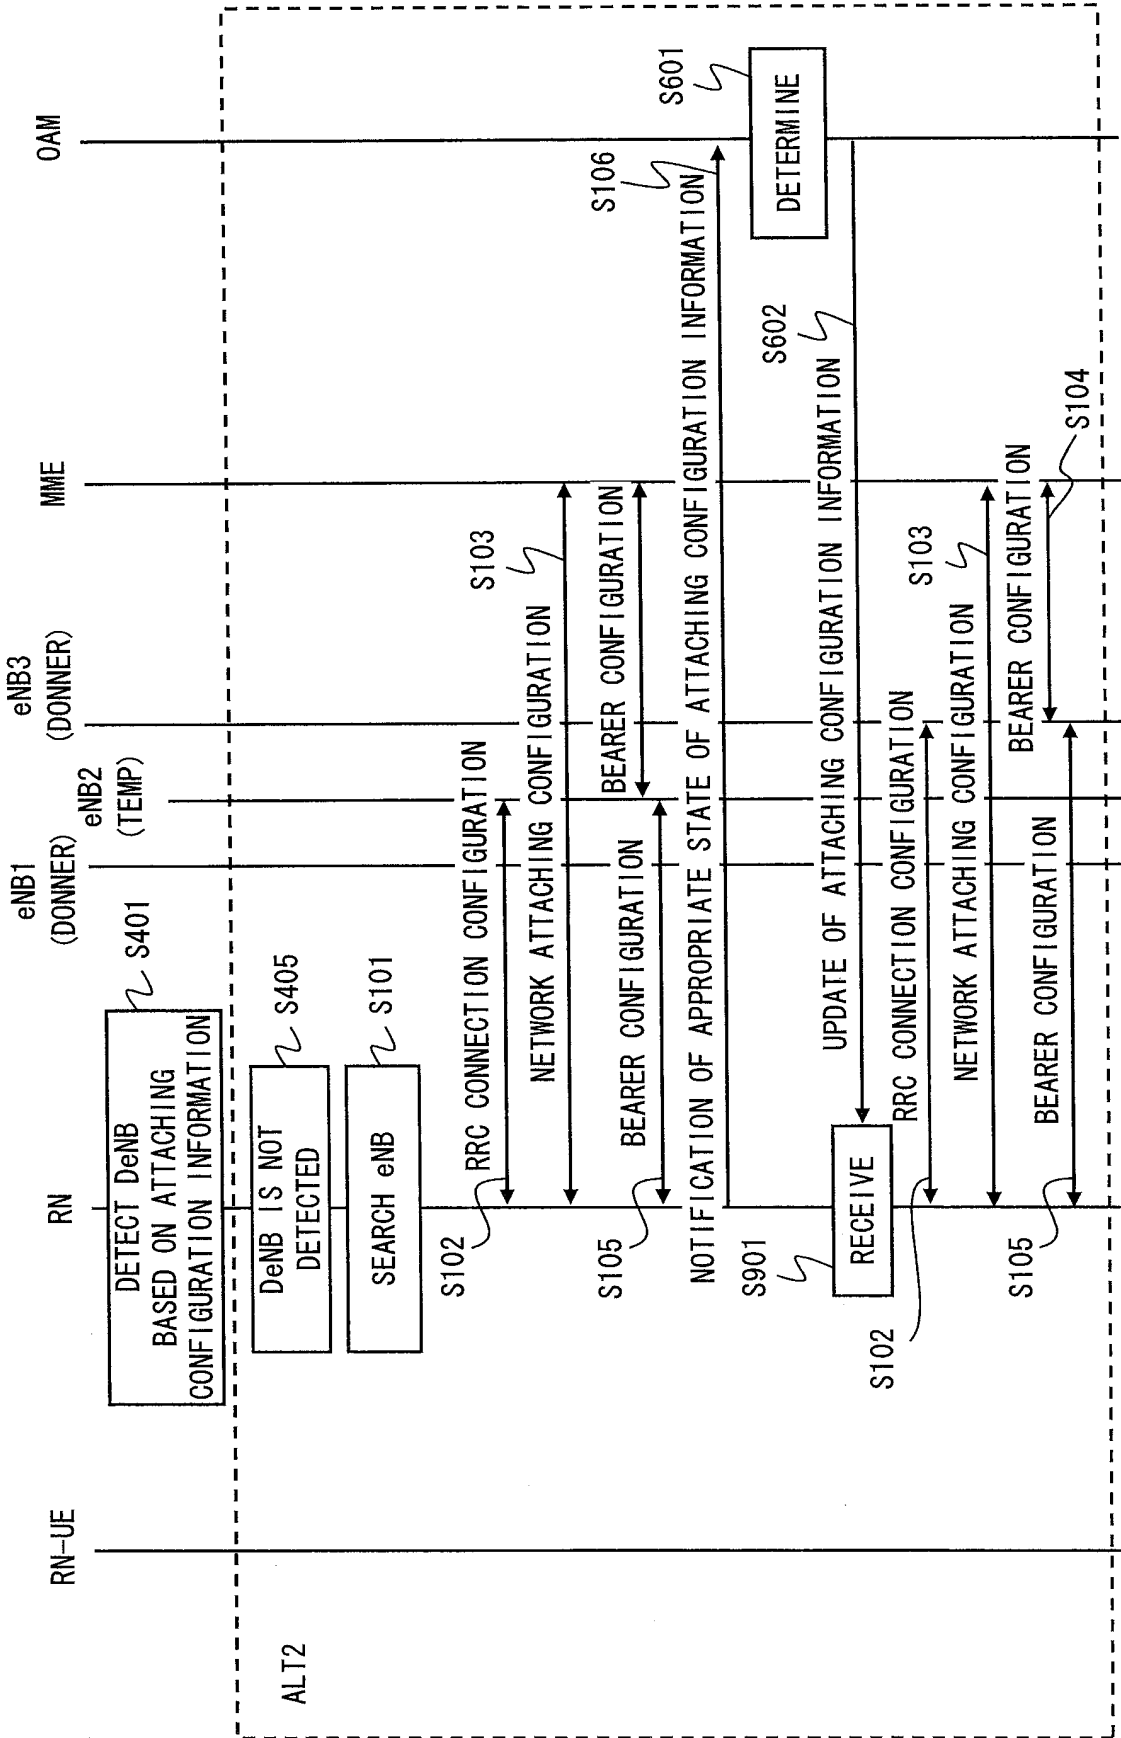 RN-UE
RN
eNB1
(DONNER)
eNB2
(TEMP)
eNB3
(DONNER)
MME
OAM
DETECT DeNB
BASED ON ATTACHING
CONFIGURATION INFORMATION
S401
ALT2
DeNB IS NOT
DETECTED
S405
SEARCH eNB
S101
RRC CONNECTION CONFIGURATION
S102
NETWORK ATTACHING CONFIGURATION
S103
BEARER CONFIGURATION
BEARER CONFIGURATION
S105
NOTIFICATION OF APPROPRIATE STATE OF ATTACHING CONFIGURATION INFORMATION
S106
DETERMINE
S601
UPDATE OF ATTACHING CONFIGURATION INFORMATION
S602
RECEIVE
S901
RRC CONNECTION CONFIGURATION
S102
NETWORK ATTACHING CONFIGURATION
S103
BEARER CONFIGURATION
S104
BEARER CONFIGURATION
S105